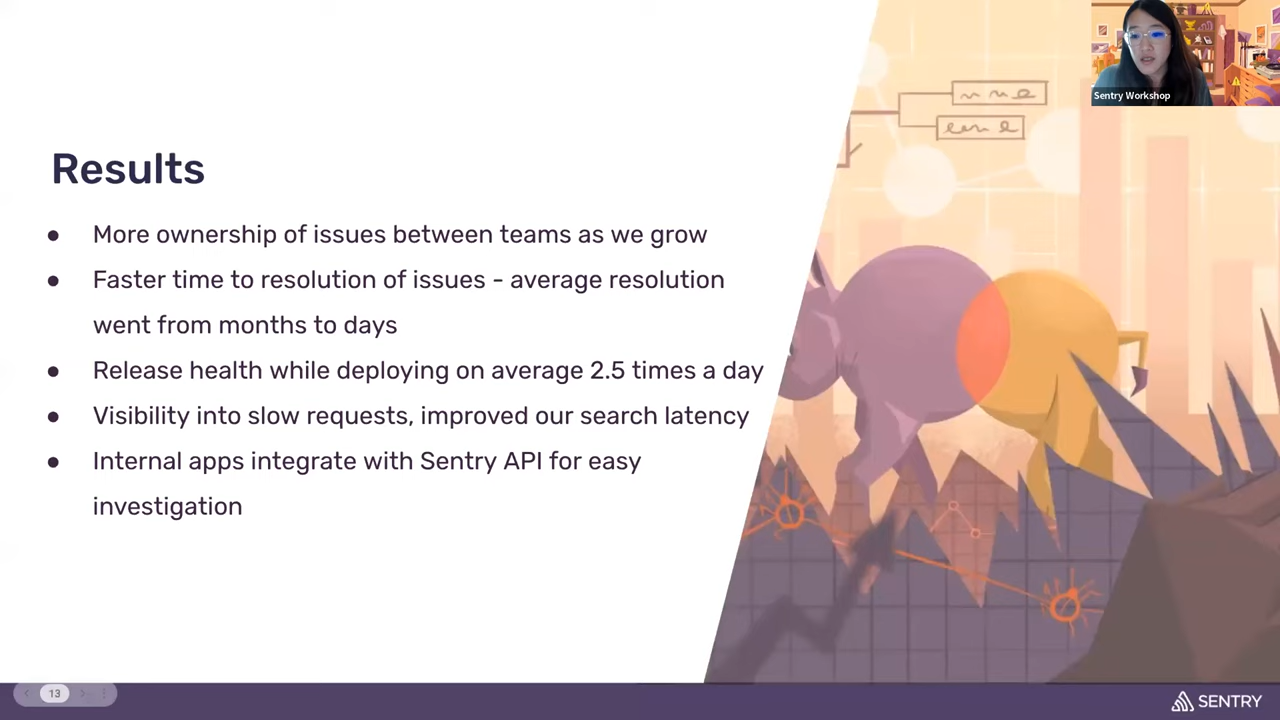 Sentry Workshop
Results
● More ownership of issues between teams as we grow
● Faster time to resolution of issues - average resolution
went from months to days
● Release health while deploying on average 2.5 times a day
● Visibility into slow requests, improved our search latency
● Internal apps integrate with Sentry API for easy
investigation
13
SENTRY